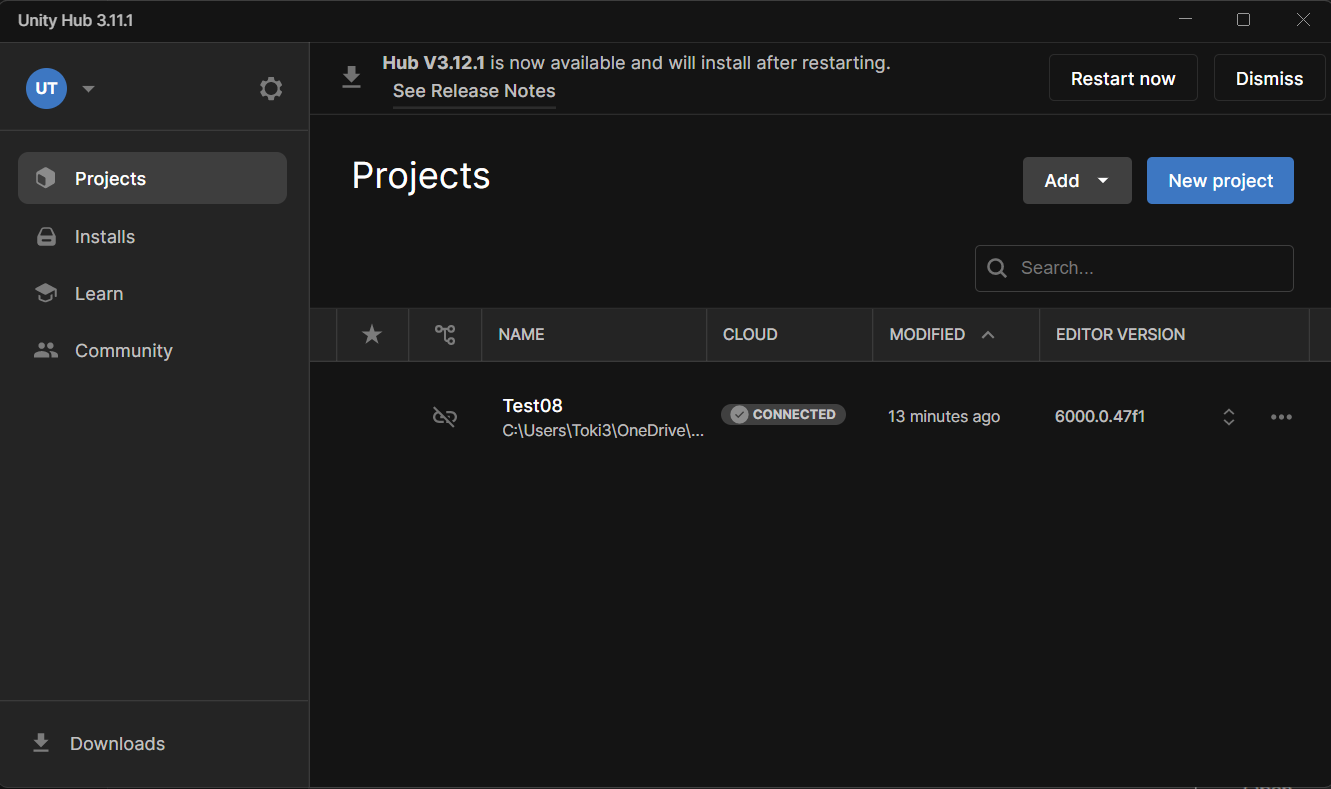 Unity Hub 3.11.1
UT
Hub V3.12.1 is now available and will install after restarting.
See Release Notes
Restart now
Dismiss
Projects
Installs
Learn
Community
Downloads
Projects
Add
New project
Search...
NAME
CLOUD
MODIFIED
EDITOR VERSION
Test08
C:\Users\Toki3\OneDrive\...
CONNECTED
13 minutes ago
6000.0.47f1